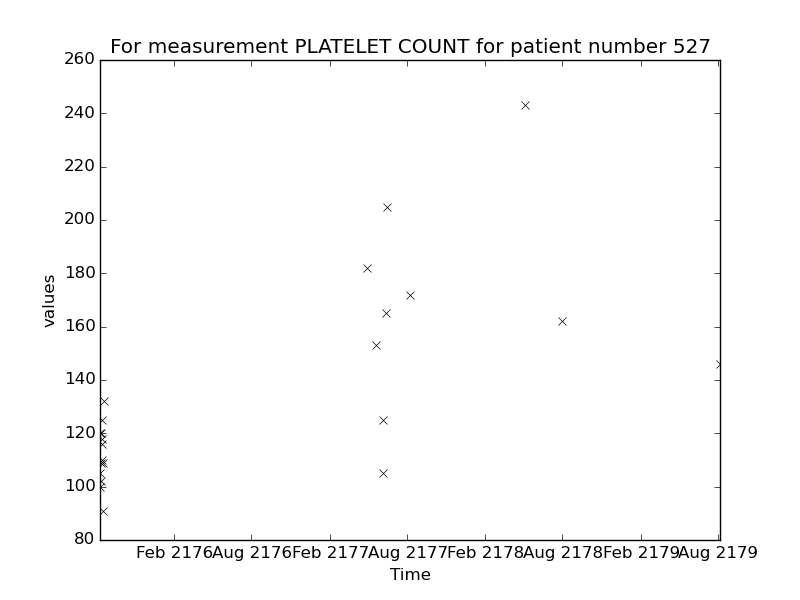 For measurement PLATELET COUNT for patient number 527
260
240
220
200
180
160
140
120
100
80
values
Feb 2176 Aug 2176 Feb 2177 Aug 2177 Feb 2178 Aug 2178 Feb 2179 Aug 2179
Time